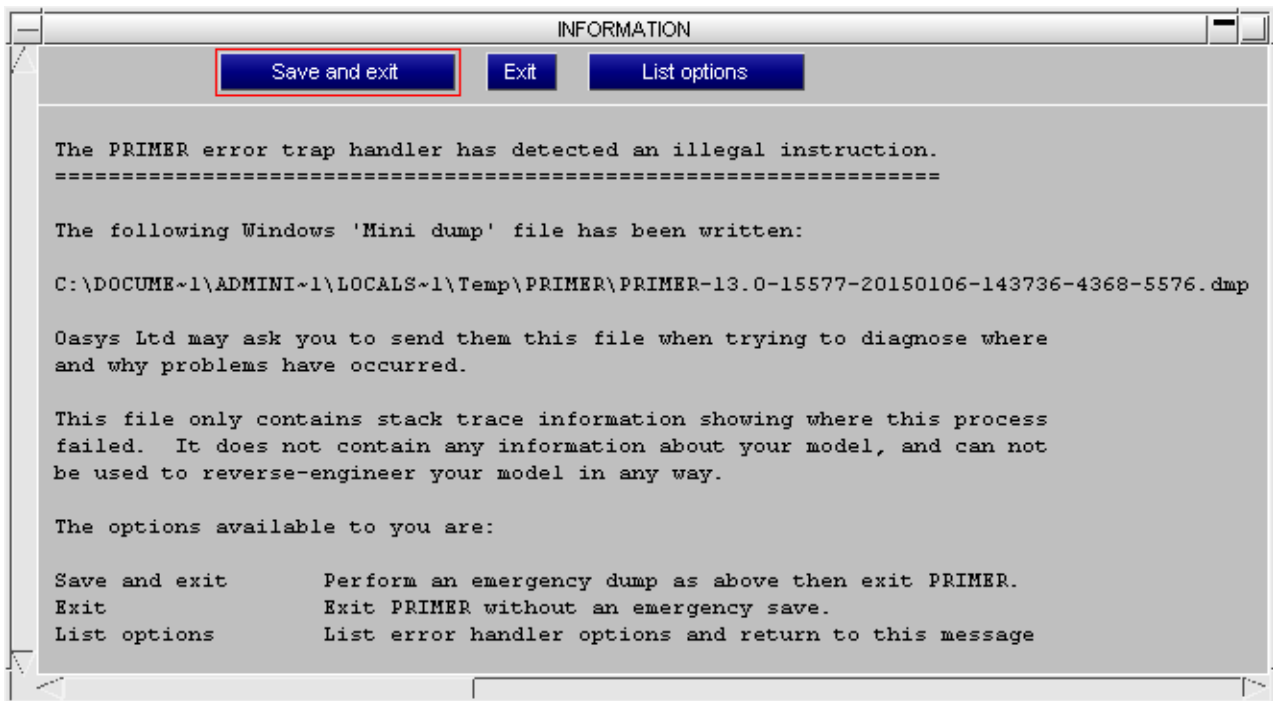 INFORMATION
Save and exit Exit List options
The PRIMER error trap handler has detected an illegal instruction.
==================================================================
The following Windows 'Mini dump' file has been written:
C:\DOCUME~1\ADMINI~1\LOCALS~1\Temp\PRIMER\PRIMER-13.0-15577-20150106-143736-4368-5576.dmp
Oasys Ltd may ask you to send them this file when trying to diagnose where
and why problems have occurred.
This file only contains stack trace information showing where this process
failed.  It does not contain any information about your model, and can not
be used to reverse-engineer your model in any way.
The options available to you are:
Save and exit       Perform an emergency dump as above then exit PRIMER.
Exit                Exit PRIMER without an emergency save.
List options        List error handler options and return to this message